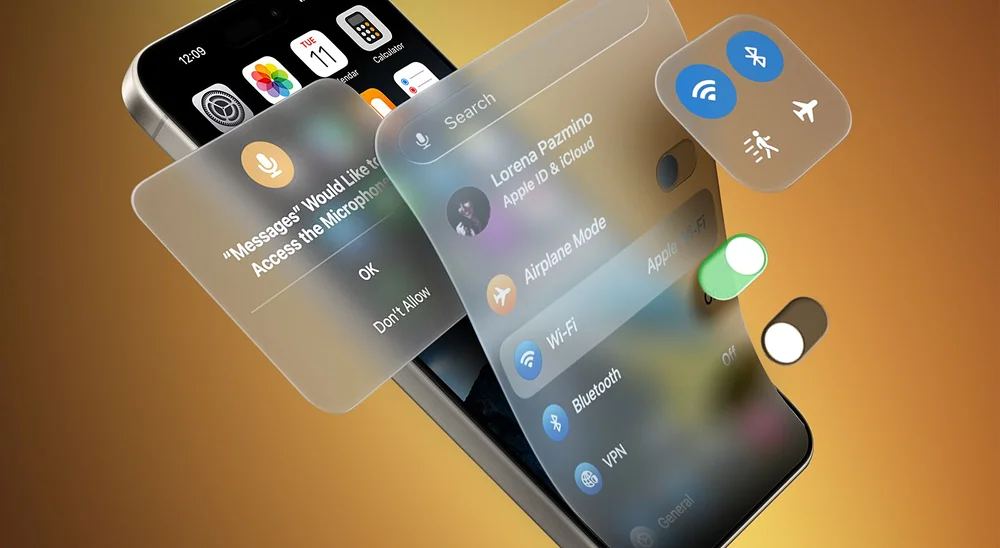 12:09
TUE
11
Calculator
"Messages" Would Like to
Access the Microphone
OK
Don't Allow
Search
Lorena Pazmino
Apple ID & iCloud
Airplane Mode
Wi-Fi
Apple Wi-Fi
Bluetooth
VPN
Off
General